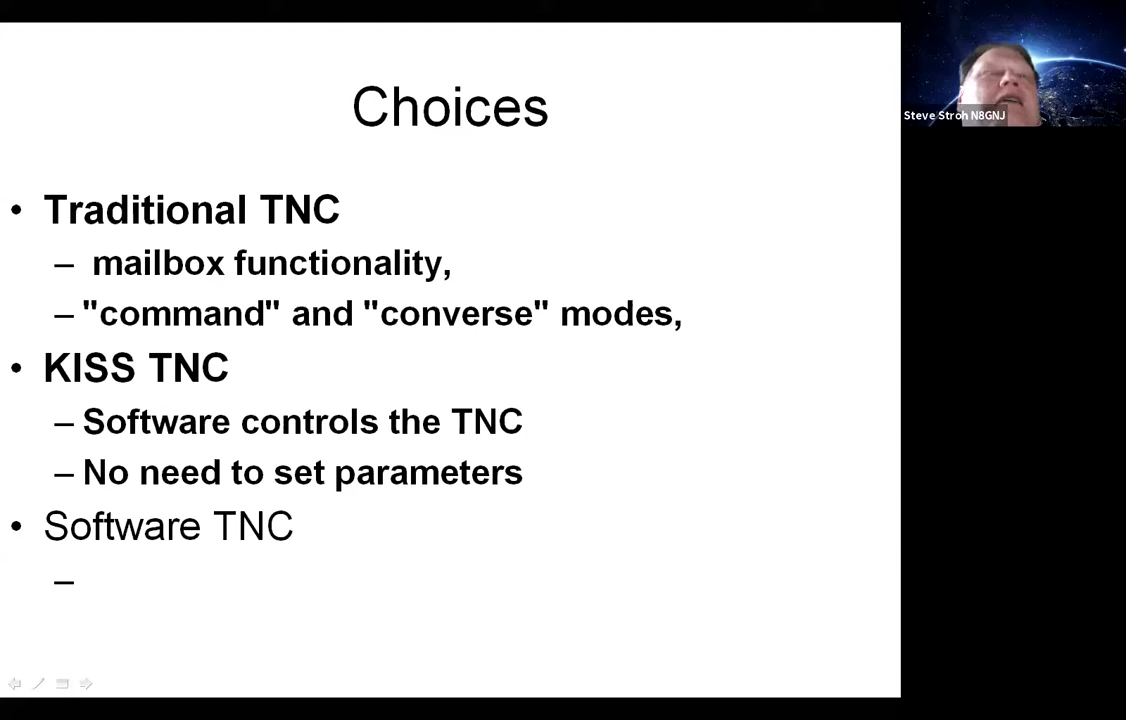 Choices
• Traditional TNC
– mailbox functionality,
– "command" and "converse" modes,
• KISS TNC
– Software controls the TNC
– No need to set parameters
• Software TNC
–
Steve Stroh N8GNJ